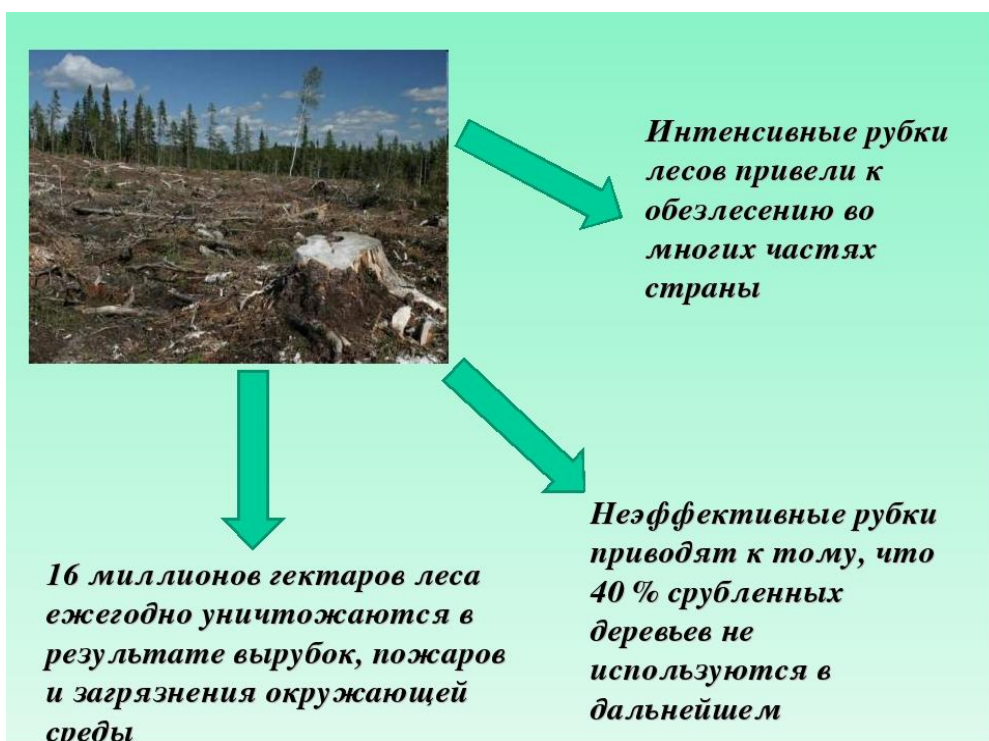 Интенсивные рубки
лесов привели к
обезлесению во
многих частях
страны
Неэффективные рубки
приводят к тому, что
40 % срубленных
деревьев не
используются в
дальнейшем
16 миллионов гектаров леса
ежегодно уничтожаются в
результате вырубок, пожаров
и загрязнения окружающей
среды